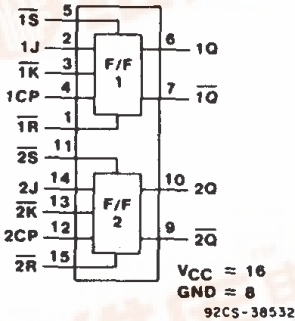 1S̅ 5
1J 2
1K̅ 3
1CP 4
1R̅ 1
F/F
1
6 1Q
7 1Q̅
2S̅ 11
2J 14
2K̅ 13
2CP 12
2R̅ 15
F/F
2
10 2Q
9 2Q̅
VCC = 16
GND = 8
92CS-38532